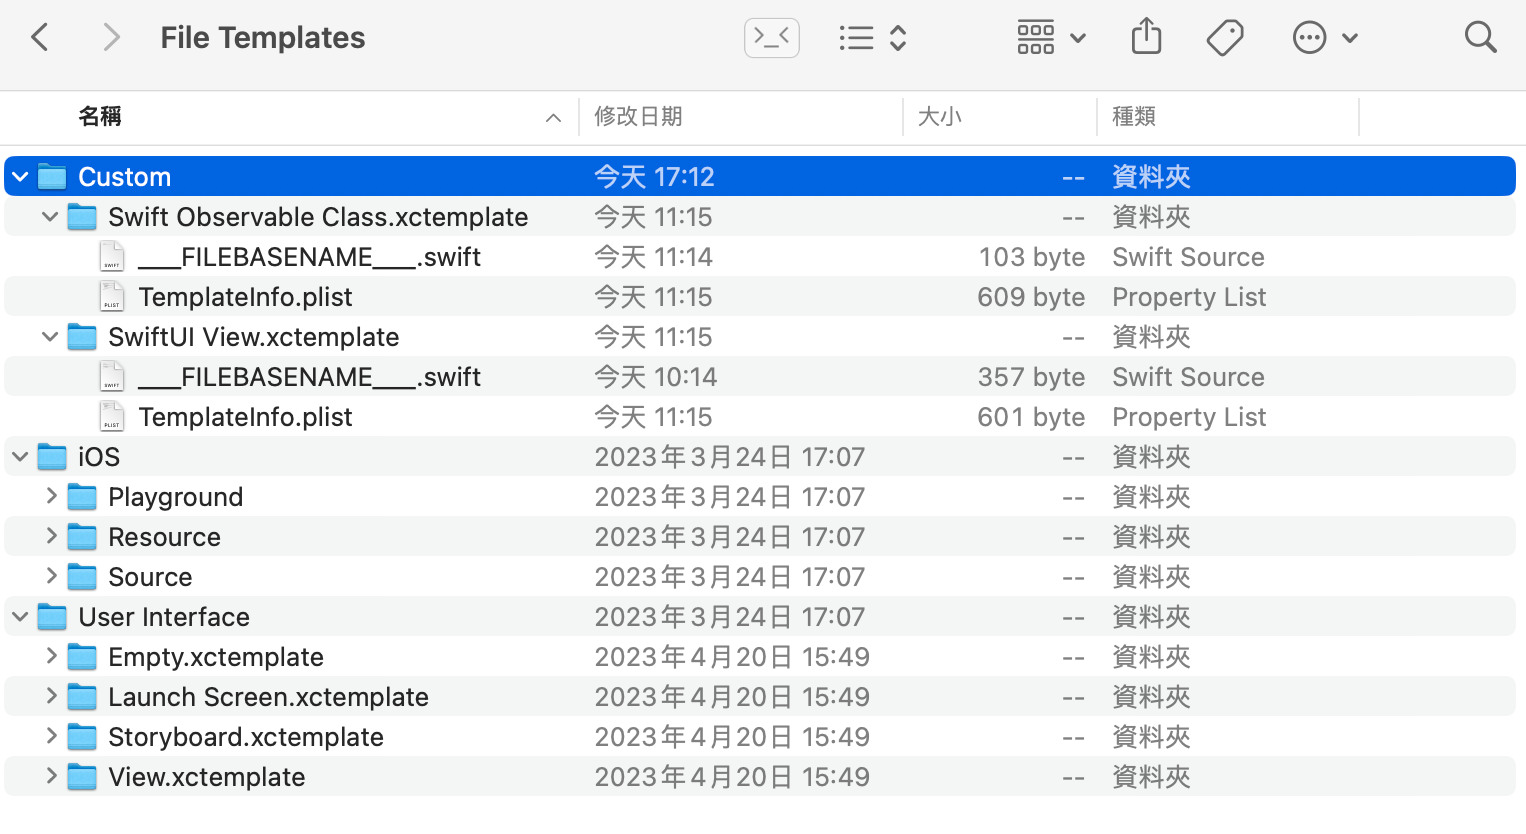 File Templates
名稱 修改日期 大小 種類
Custom 今天 17:12 -- 資料夾
Swift Observable Class.xctemplate 今天 11:15 -- 資料夾
___FILEBASENAME___.swift 今天 11:14 103 byte Swift Source
TemplateInfo.plist 今天 11:15 609 byte Property List
SwiftUI View.xctemplate 今天 11:15 -- 資料夾
___FILEBASENAME___.swift 今天 10:14 357 byte Swift Source
TemplateInfo.plist 今天 11:15 601 byte Property List
iOS 2023年3月24日 17:07 -- 資料夾
Playground 2023年3月24日 17:07 -- 資料夾
Resource 2023年3月24日 17:07 -- 資料夾
Source 2023年3月24日 17:07 -- 資料夾
User Interface 2023年3月24日 17:07 -- 資料夾
Empty.xctemplate 2023年4月20日 15:49 -- 資料夾
Launch Screen.xctemplate 2023年4月20日 15:49 -- 資料夾
Storyboard.xctemplate 2023年4月20日 15:49 -- 資料夾
View.xctemplate 2023年4月20日 15:49 -- 資料夾